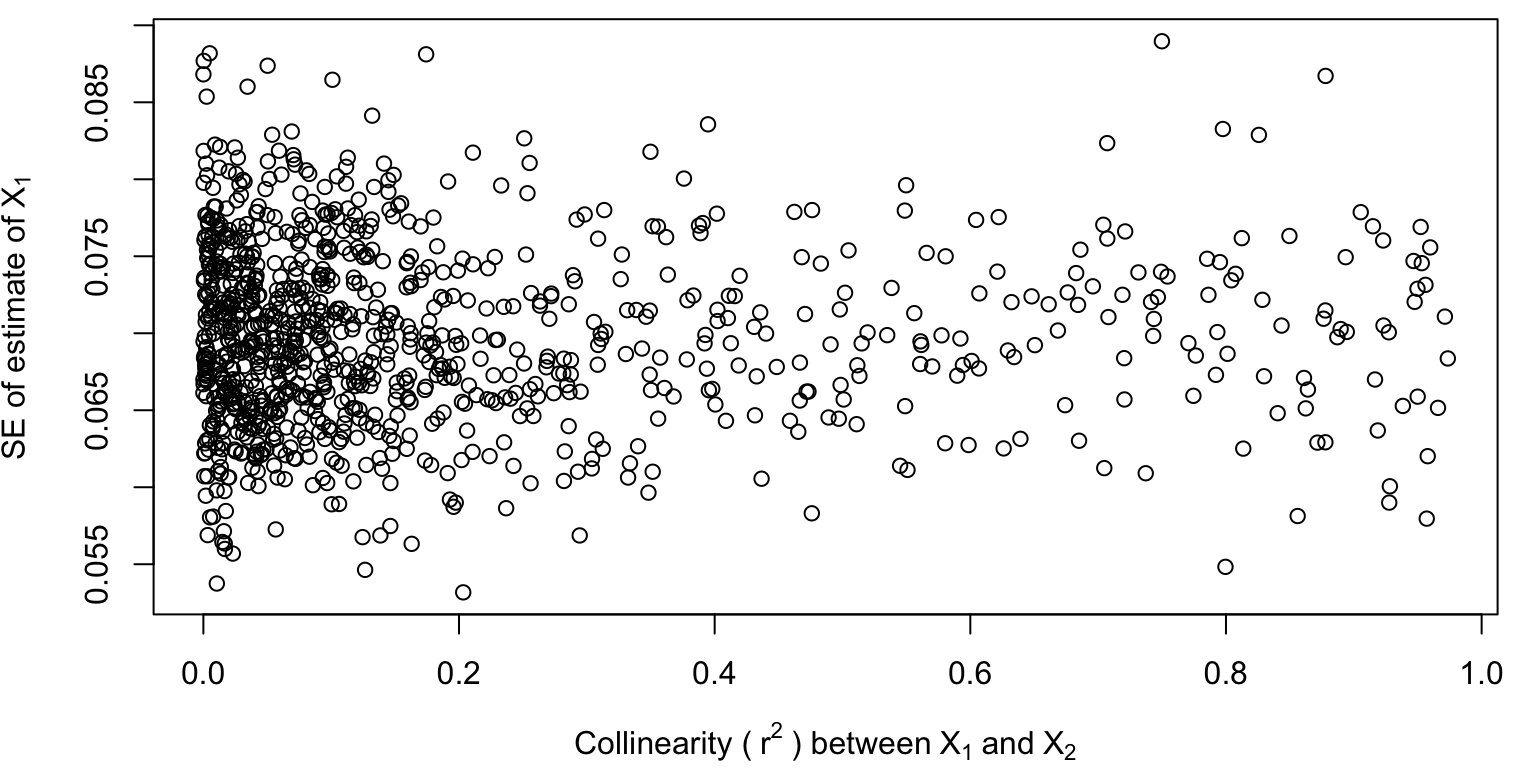 SE of estimate of X₁
0.085
0.075
0.065
0.055
0.0 0.2 0.4 0.6 0.8 1.0
Collinearity ( r² ) between X₁ and X₂